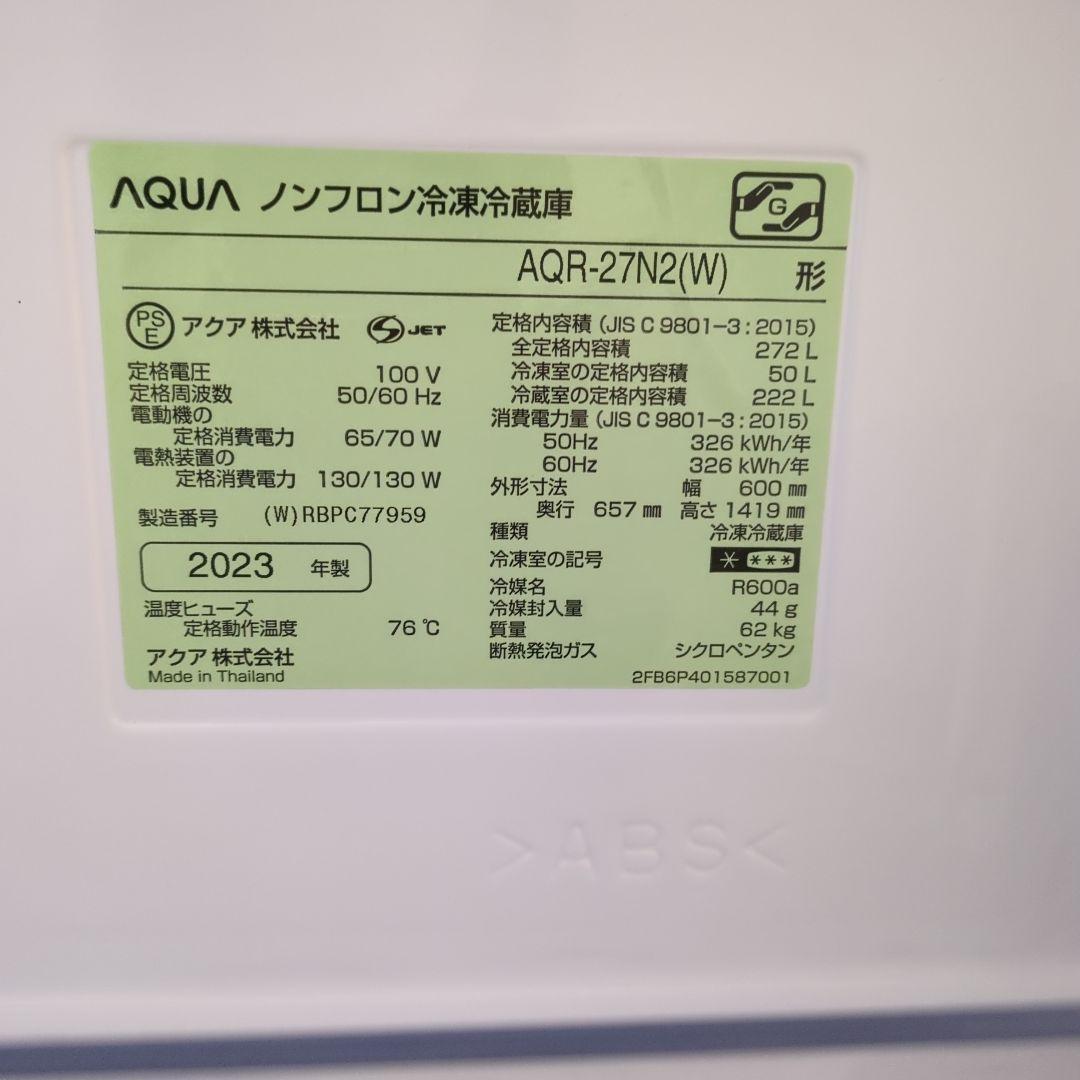 AQUA ノンフロン冷凍冷蔵庫
G
AQR-27N2(W) 形
PSE アクア 株式会社 S JET
定格電圧 100 V
定格周波数 50/60 Hz
電動機の
定格消費電力 65/70 W
電熱装置の
定格消費電力 130/130 W
製造番号 (W)RBPC77959
2023 年製
温度ヒューズ
定格動作温度 76 ℃
アクア 株式会社
Made in Thailand
定格内容積 (JIS C 9801-3:2015)
全定格内容積 272 L
冷凍室の定格内容積 50 L
冷蔵室の定格内容積 222 L
消費電力量 (JIS C 9801-3:2015)
50Hz 326 kWh/年
60Hz 326 kWh/年
外形寸法 幅 600 ㎜
奥行 657 ㎜ 高さ 1419 ㎜
種類 冷凍冷蔵庫
冷凍室の記号 * ***
冷媒名 R600a
冷媒封入量 44 g
質量 62 kg
断熱発泡ガス シクロペンタン
2FB6P401587001
>ABS<